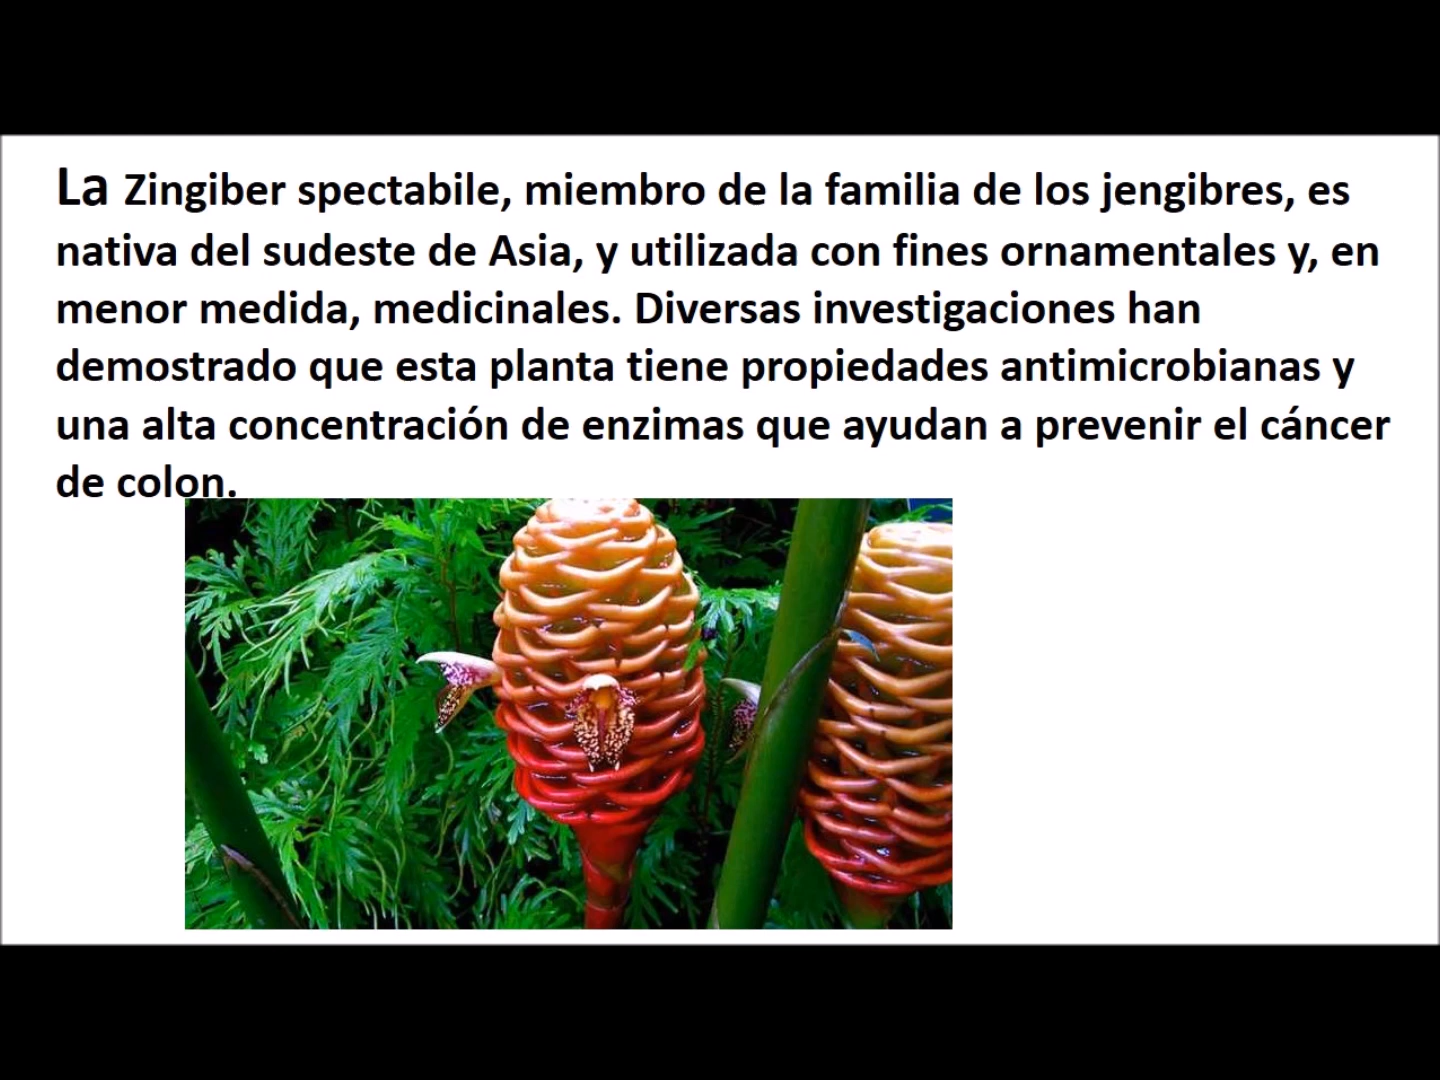 La Zingiber spectabile, miembro de la familia de los jengibres, es
nativa del sudeste de Asia, y utilizada con fines ornamentales y, en
menor medida, medicinales. Diversas investigaciones han
demostrado que esta planta tiene propiedades antimicrobianas y
una alta concentración de enzimas que ayudan a prevenir el cáncer
de colon.